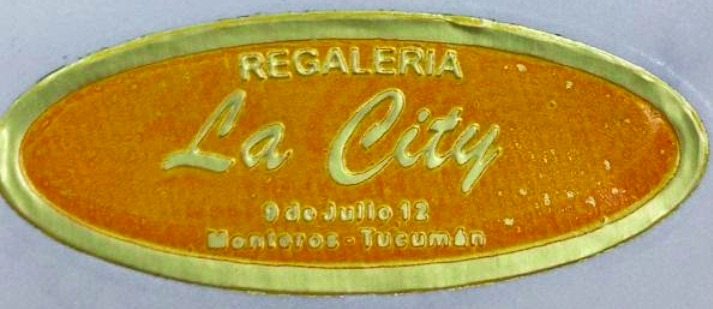 REGALERIA
La City
9 de Julio 12
Monteros - Tucumán